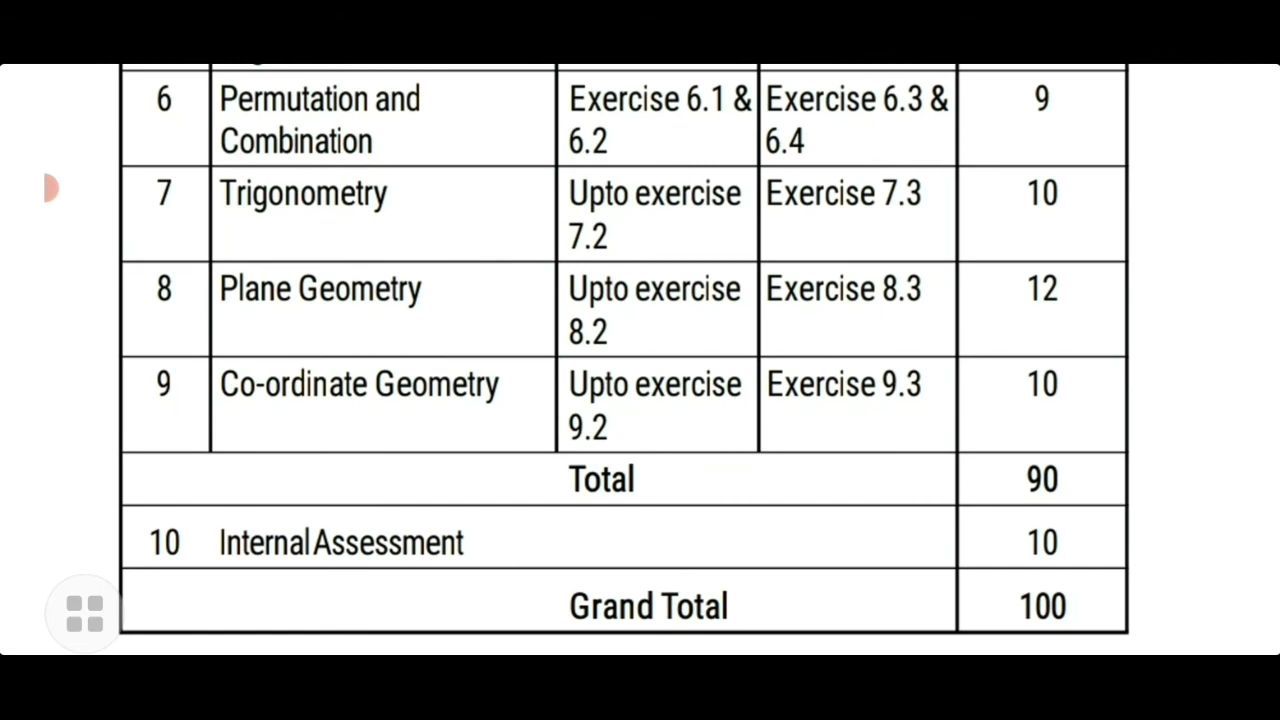 6 Permutation and Exercise 6.1 & Exercise 6.3 & 9
Combination 6.2 6.4
7 Trigonometry Upto exercise Exercise 7.3 10
7.2
8 Plane Geometry Upto exercise Exercise 8.3 12
8.2
9 Co-ordinate Geometry Upto exercise Exercise 9.3 10
9.2
Total 90
10 Internal Assessment 10
Grand Total 100